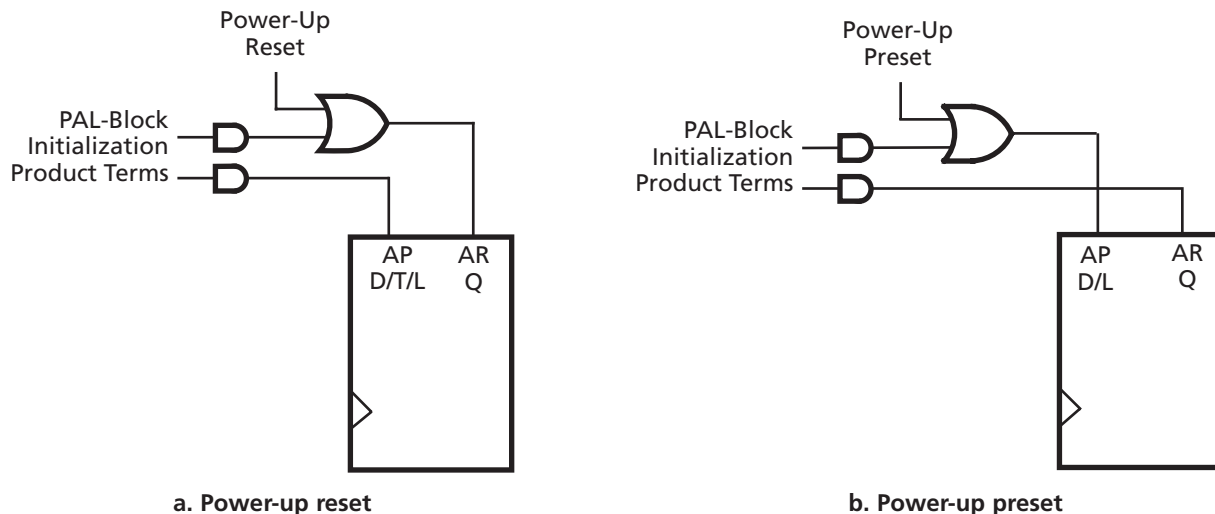 Power-Up
Reset
PAL-Block
Initialization
Product Terms
AP
AR
D/T/L
Q
a. Power-up reset
Power-Up
Preset
PAL-Block
Initialization
Product Terms
AP
AR
D/L
Q
b. Power-up preset